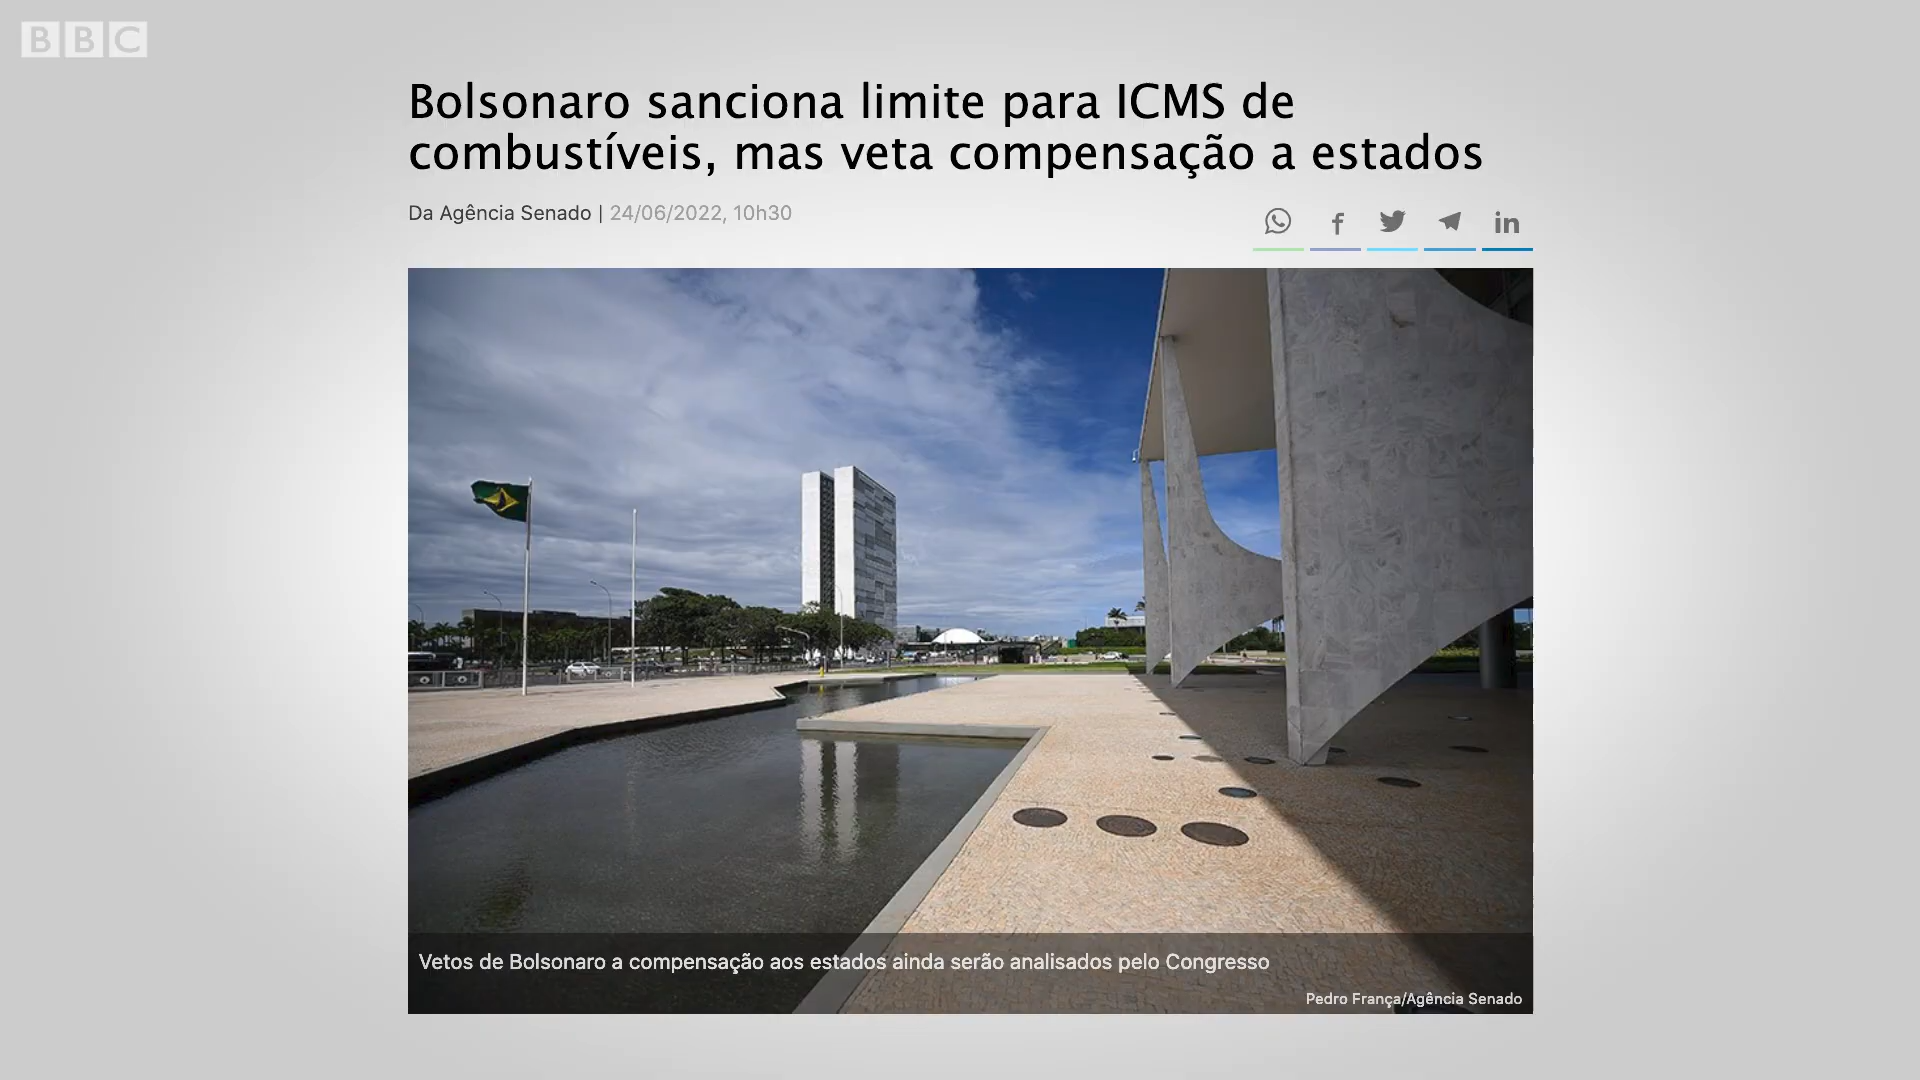 BBC
Bolsonaro sanciona limite para ICMS de
combustíveis, mas veta compensação a estados
Da Agência Senado | 24/06/2022, 10h30
f
in
Vetos de Bolsonaro a compensação aos estados ainda serão analisados pelo Congresso
Pedro França/Agência Senado